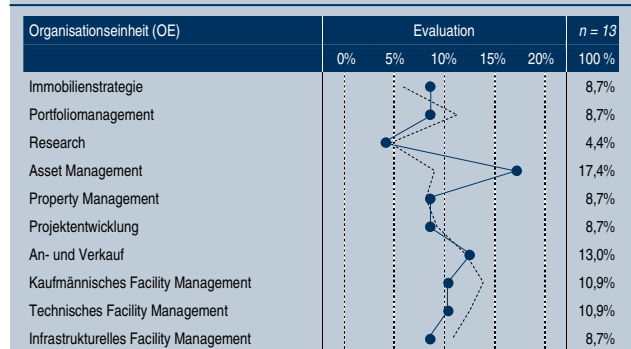 Organisationseinheit (OE) Evaluation n = 13
0% 5% 10% 15% 20% 100 %
Immobilienstrategie 8,7%
Portfoliomanagement 8,7%
Research 4,4%
Asset Management 17,4%
Property Management 8,7%
Projektentwicklung 8,7%
An- und Verkauf 13,0%
Kaufmännisches Facility Management 10,9%
Technisches Facility Management 10,9%
Infrastrukturelles Facility Management 8,7%